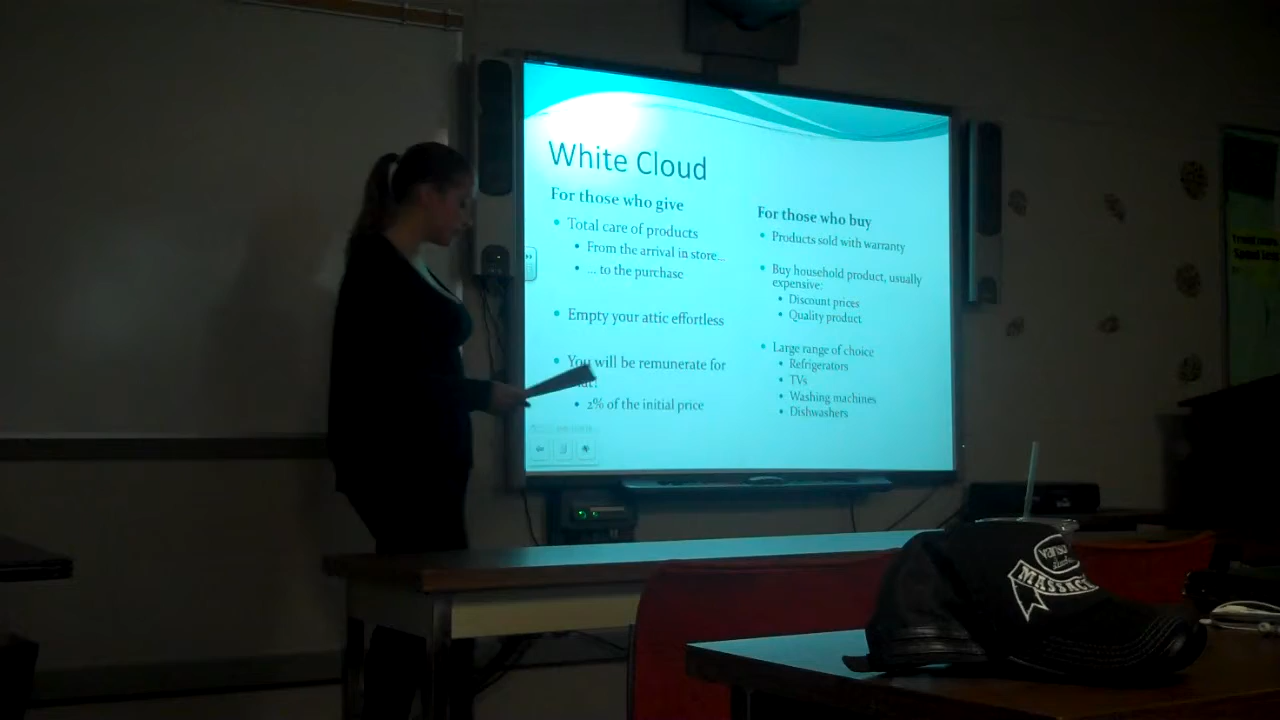 White Cloud
For those who give
Total care of products
From the arrival in store...
... to the purchase
Empty your attic effortless
You will be remunerate for
2% of the initial price
For those who buy
Products sold with warranty
Buy household product, usually
expensive:
Discount prices
Quality product
Large range of choice
Refrigerators
TVs
Washing machines
Dishwashers
MASSAGE